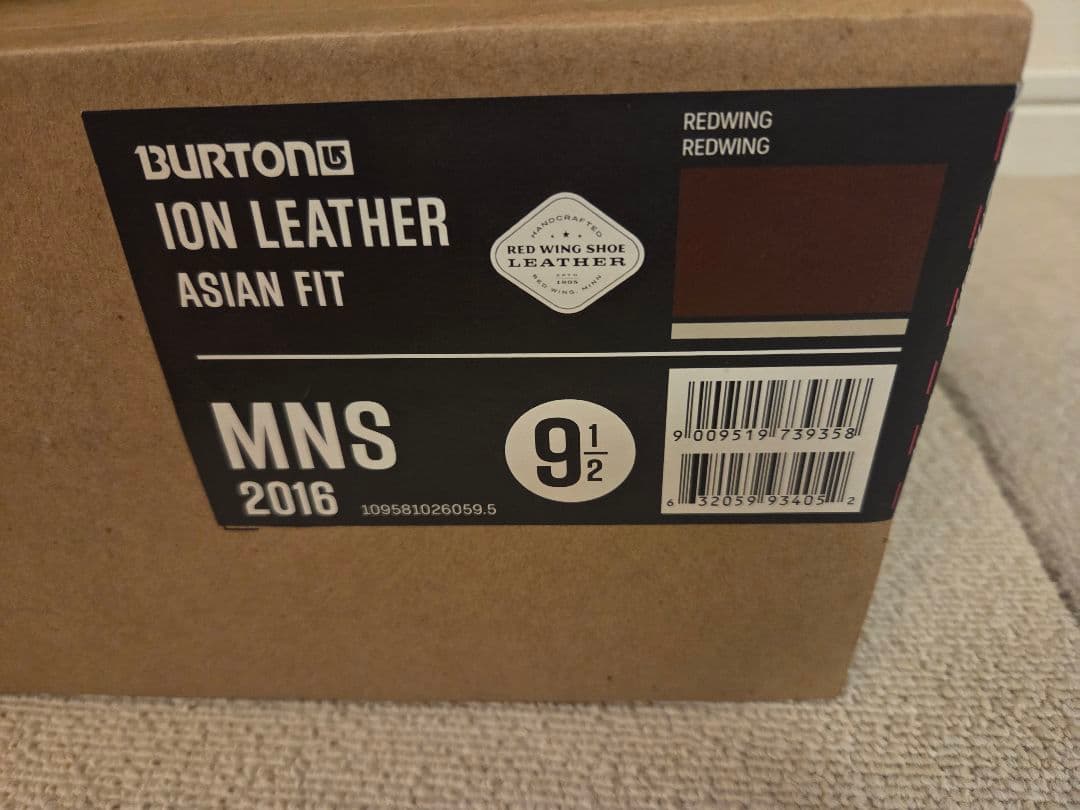 BURTON
ION LEATHER
ASIAN FIT
HANDCRAFTED
RED WING SHOE
LEATHER
ESTD
1905
RED WING, MINN
REDWING
REDWING
MNS
2016
109581026059.5
9 1/2
9 009519 739358
6 32059 93405 2